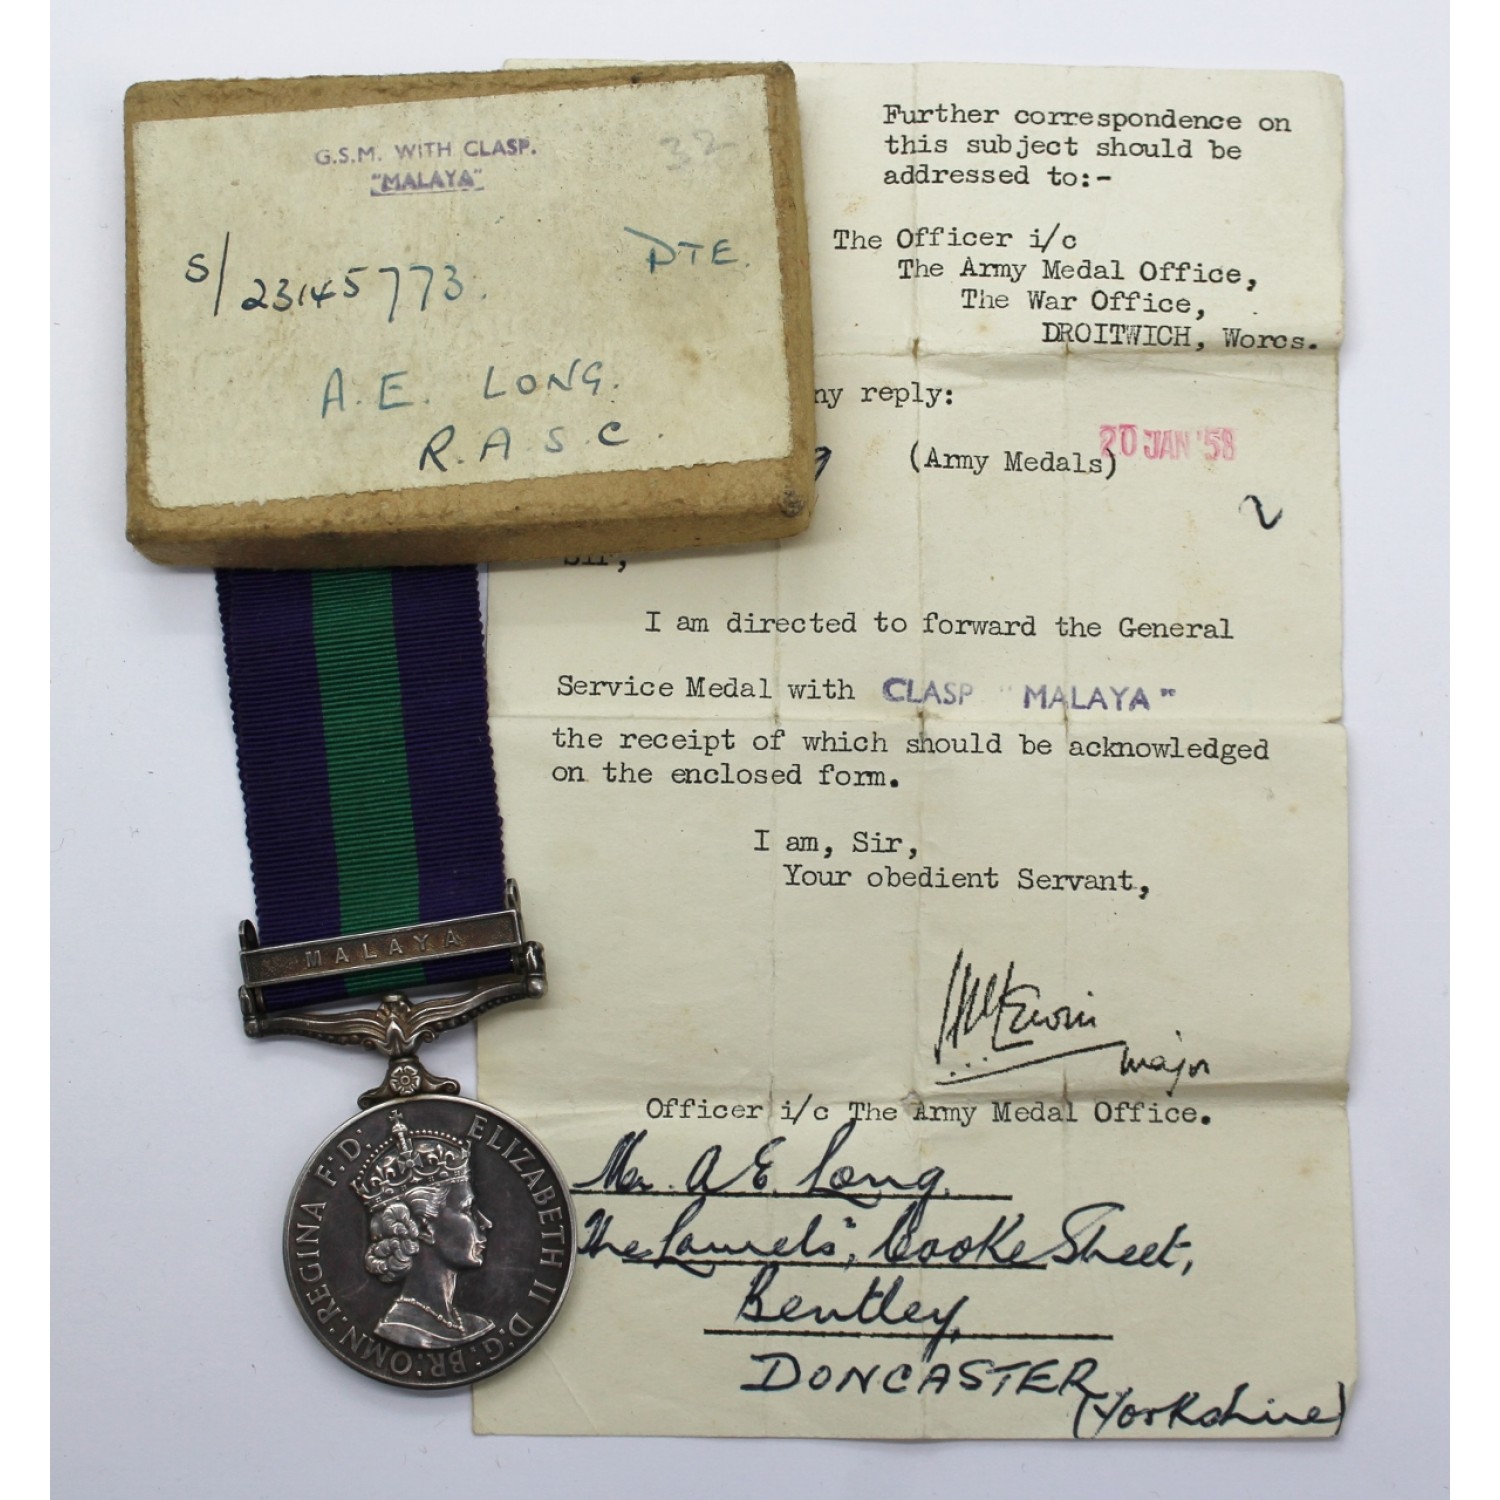 G.S.M. WITH CLASP.
"MALAYA"
32
S/23145773.
DTE.
A.E. LONG.
R.A.S.C.
Further correspondence on
this subject should be
addressed to:-
The Officer i/c
The Army Medal Office,
The War Office,
DROITWICH, Worcs.
ny reply:
(Army Medals)
20 JAN '58
2
Sir,
I am directed to forward the General
Service Medal with CLASP "MALAYA"
the receipt of which should be acknowledged
on the enclosed form.
I am, Sir,
Your obedient Servant,
Major
Officer i/c The Army Medal Office.
Mr. A E. Long.
"The Laurels", Cooke Street,
Bentley,
DONCASTER
(Yorkshire)
MALAYA
ELIZABETH II D:G: BR: OMN: REGINA F:D.